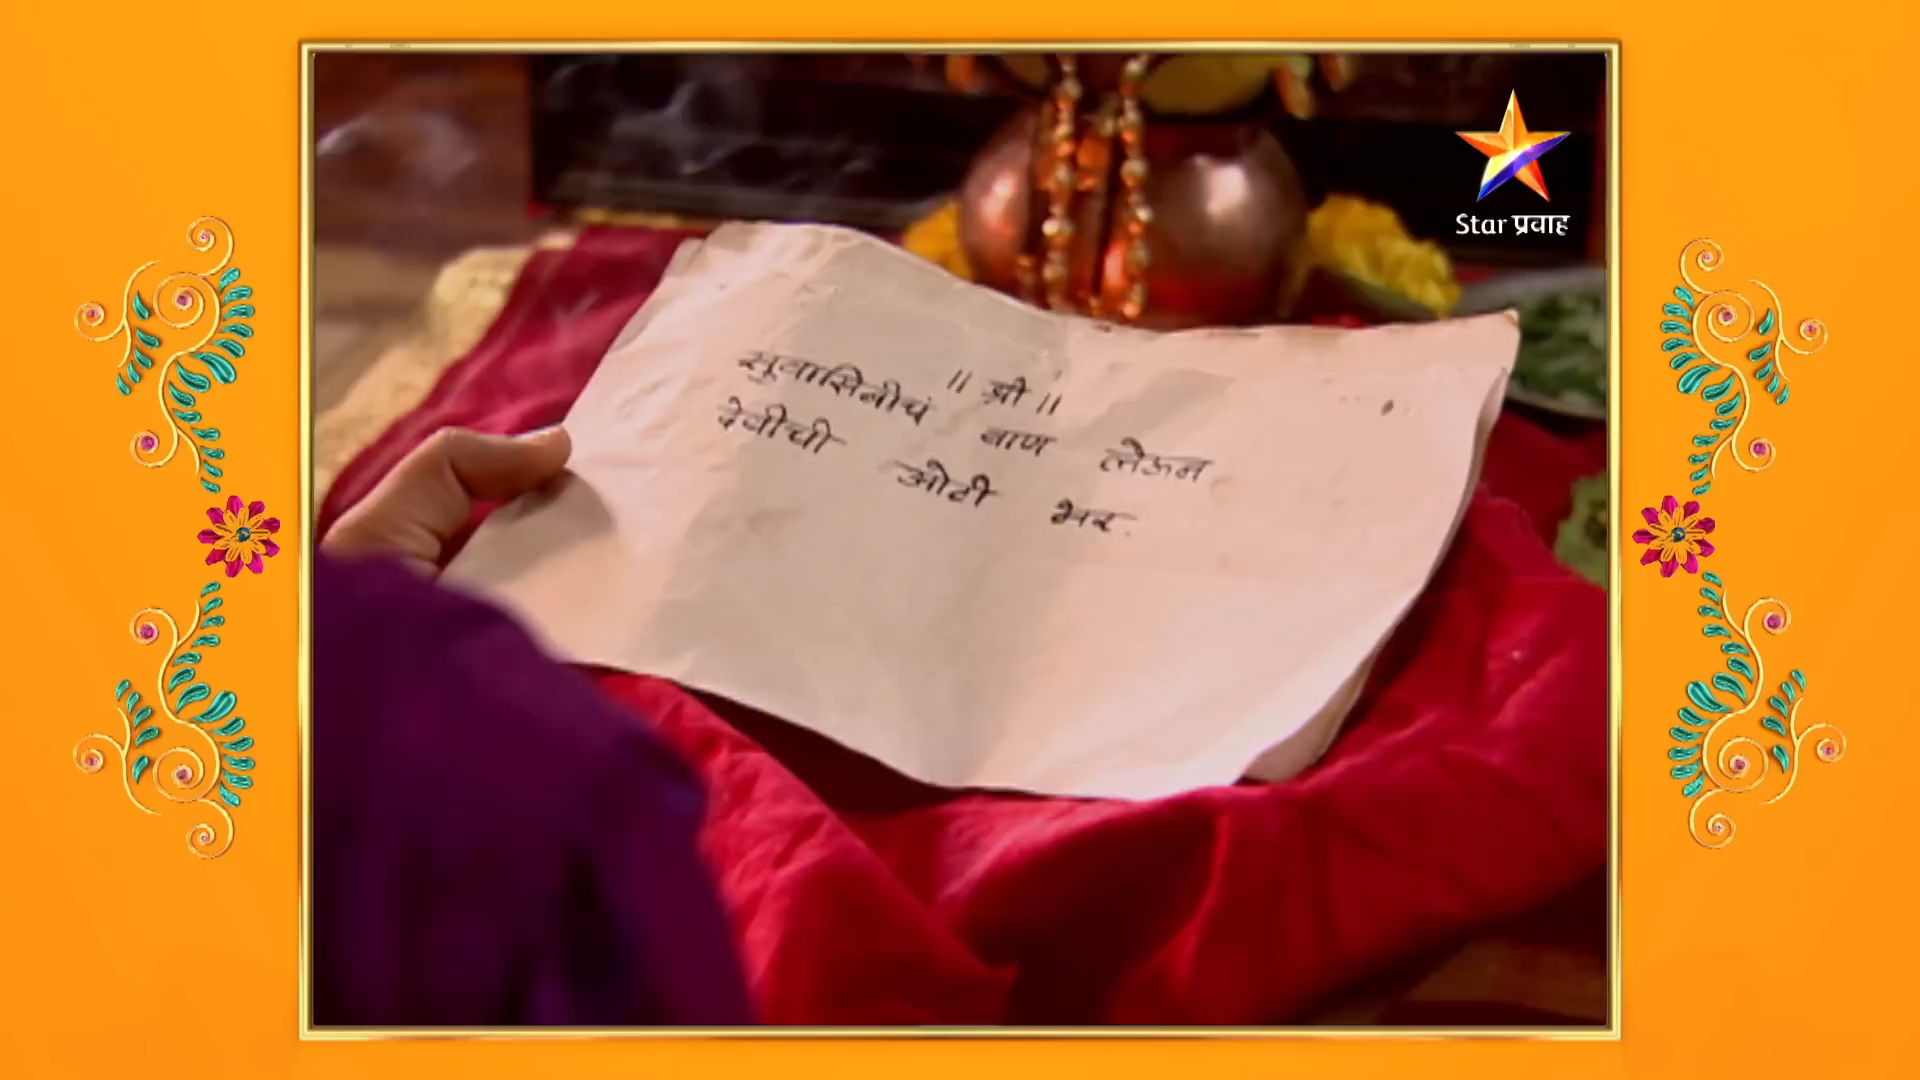 ॥ श्री ॥
सुवासिनीचं वाण लेऊन
देवीची ओटी भर.
Star प्रवाह